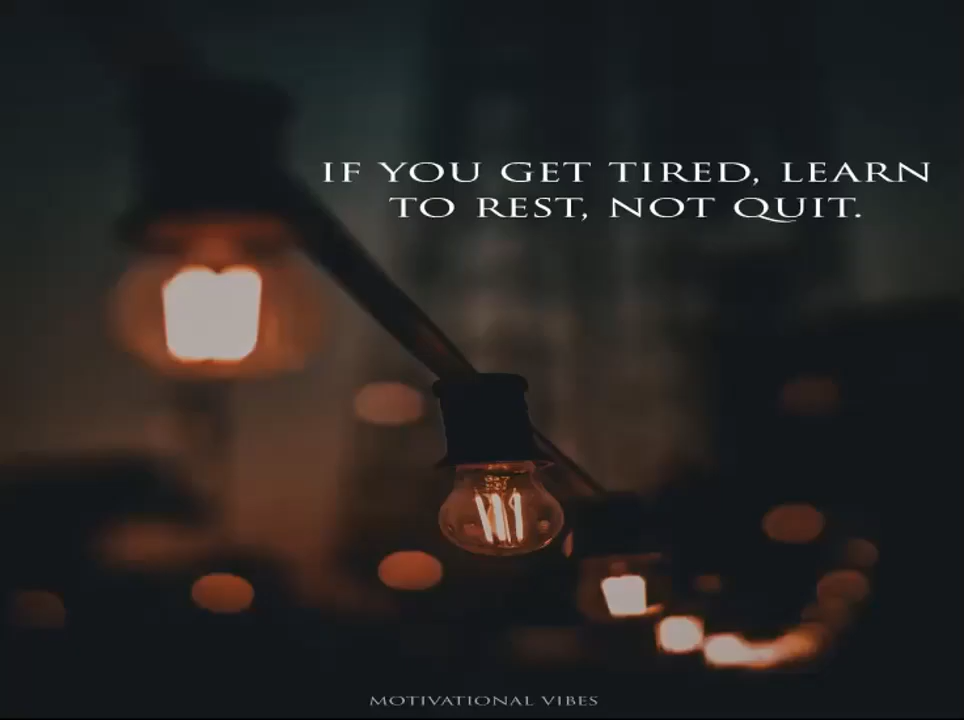 IF YOU GET TIRED, LEARN
TO REST, NOT QUIT.
MOTIVATIONAL VIBES